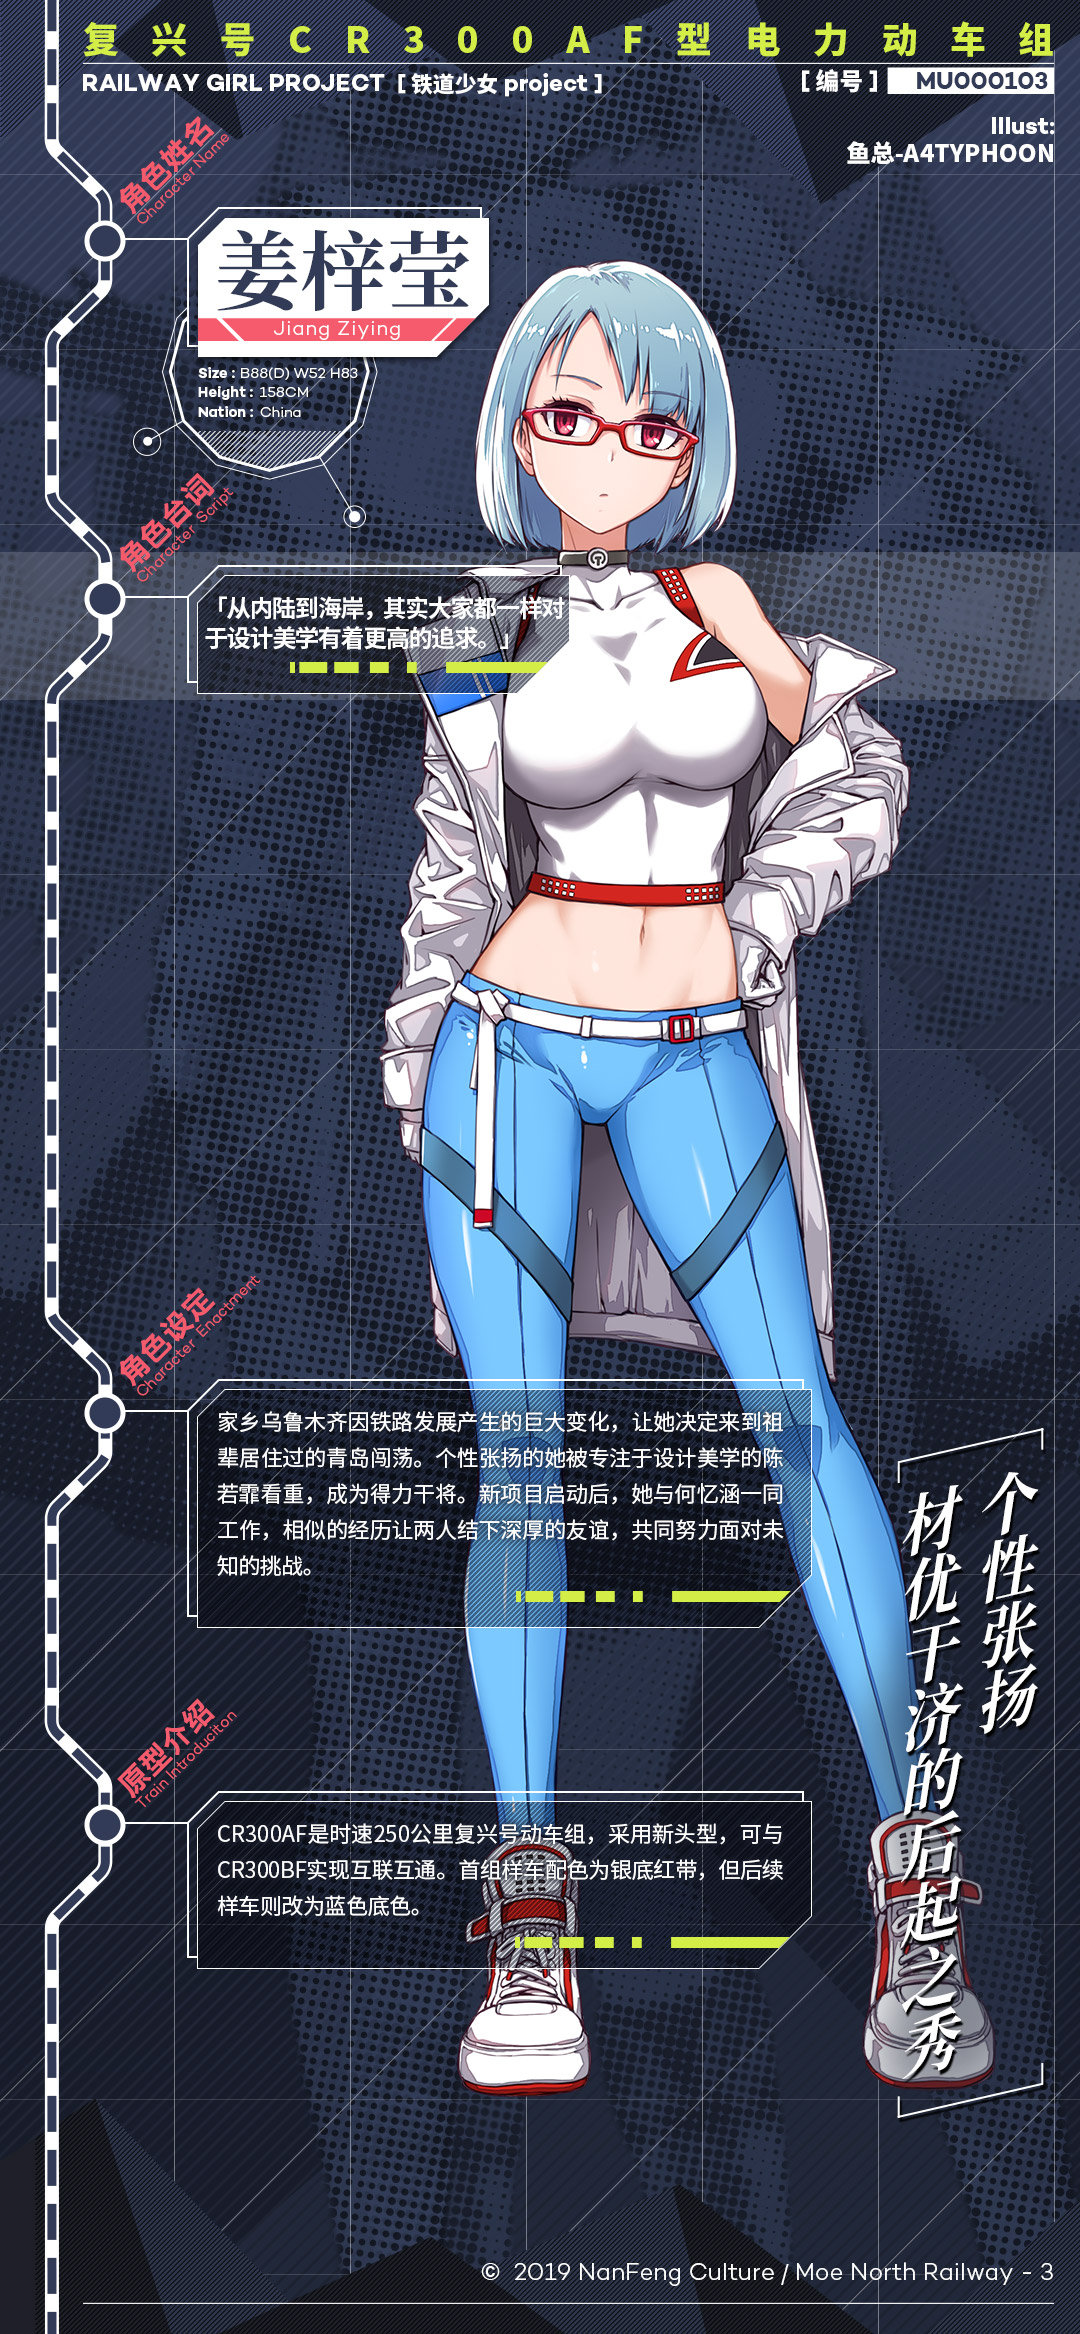 复兴号CR300AF型电力动车组
RAILWAY GIRL PROJECT [ 铁道少女 project ]
[ 编号 ] MU000103
Illust:
鱼总-A4TYPHOON
角色姓名
Character Name
姜梓莹
Jiang Ziying
Size : B88(D) W52 H83
Height : 158CM
Nation : China
角色台词
Character Script
「从内陆到海岸，其实大家都一样对
于设计美学有着更高的追求。」
角色设定
Character Enactment
家乡乌鲁木齐因铁路发展产生的巨大变化，让她决定来到祖
辈居住过的青岛闯荡。个性张扬的她被专注于设计美学的陈
若霏看重，成为得力干将。新项目启动后，她与何忆涵一同
工作，相似的经历让两人结下深厚的友谊，共同努力面对未
知的挑战。
个性张扬
材优干济的后起之秀
原型介绍
Train Introduciton
CR300AF是时速250公里复兴号动车组，采用新头型，可与
CR300BF实现互联互通。首组样车配色为银底红带，但后续
样车则改为蓝色底色。
© 2019 NanFeng Culture / Moe North Railway - 3